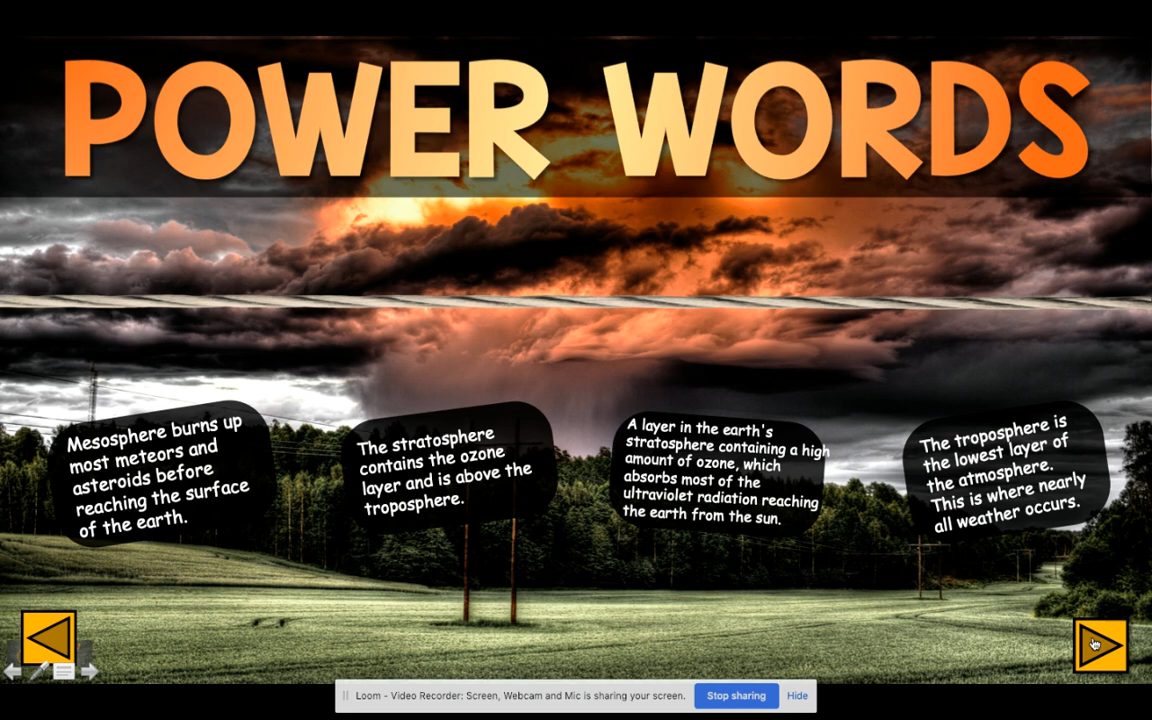 POWER WORDS
Mesosphere burns up
most meteors and
asteroids before
reaching the surface
of the earth.
The stratosphere
contains the ozone
layer and is above the
troposphere.
A layer in the earth's
stratosphere containing a high
amount of ozone, which
absorbs most of the
ultraviolet radiation reaching
the earth from the sun.
The troposphere is
the lowest layer of
the atmosphere.
This is where nearly
all weather occurs.
Loom - Video Recorder: Screen, Webcam and Mic is sharing your screen.
Stop sharing
Hide